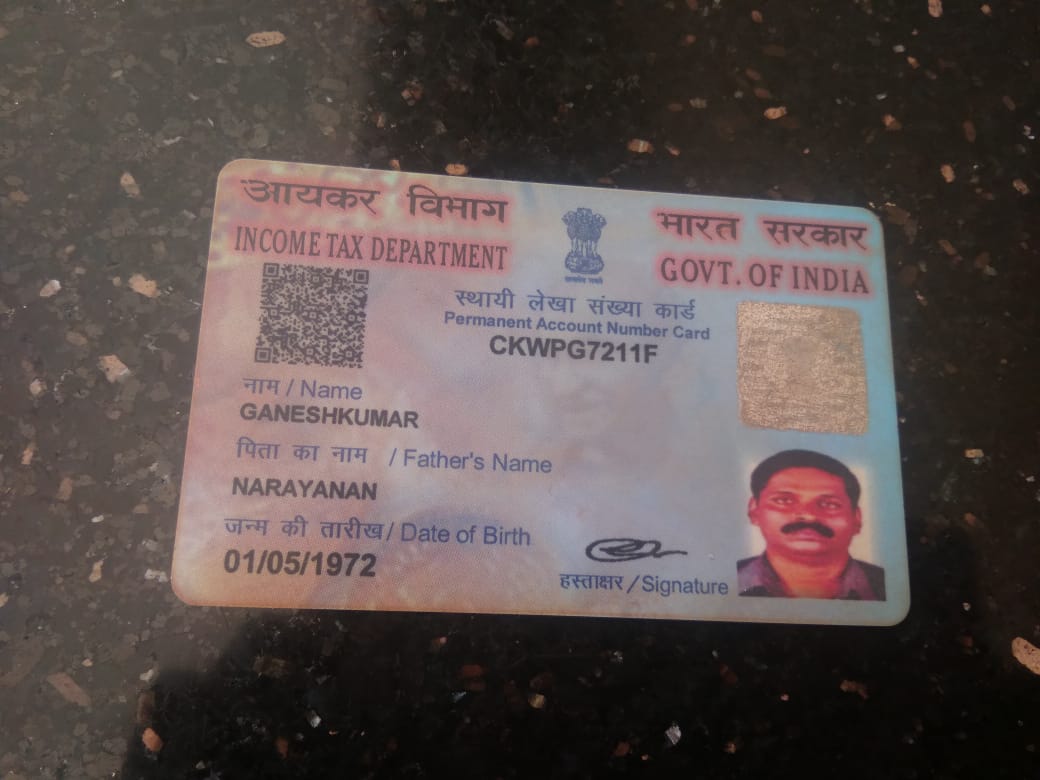 आयकर विभाग
INCOME TAX DEPARTMENT
भारत सरकार
GOVT. OF INDIA
स्थायी लेखा संख्या कार्ड
Permanent Account Number Card
CKWPG7211F
नाम / Name
GANESHKUMAR
पिता का नाम / Father's Name
NARAYANAN
जन्म की तारीख / Date of Birth
01/05/1972
हस्ताक्षर / Signature